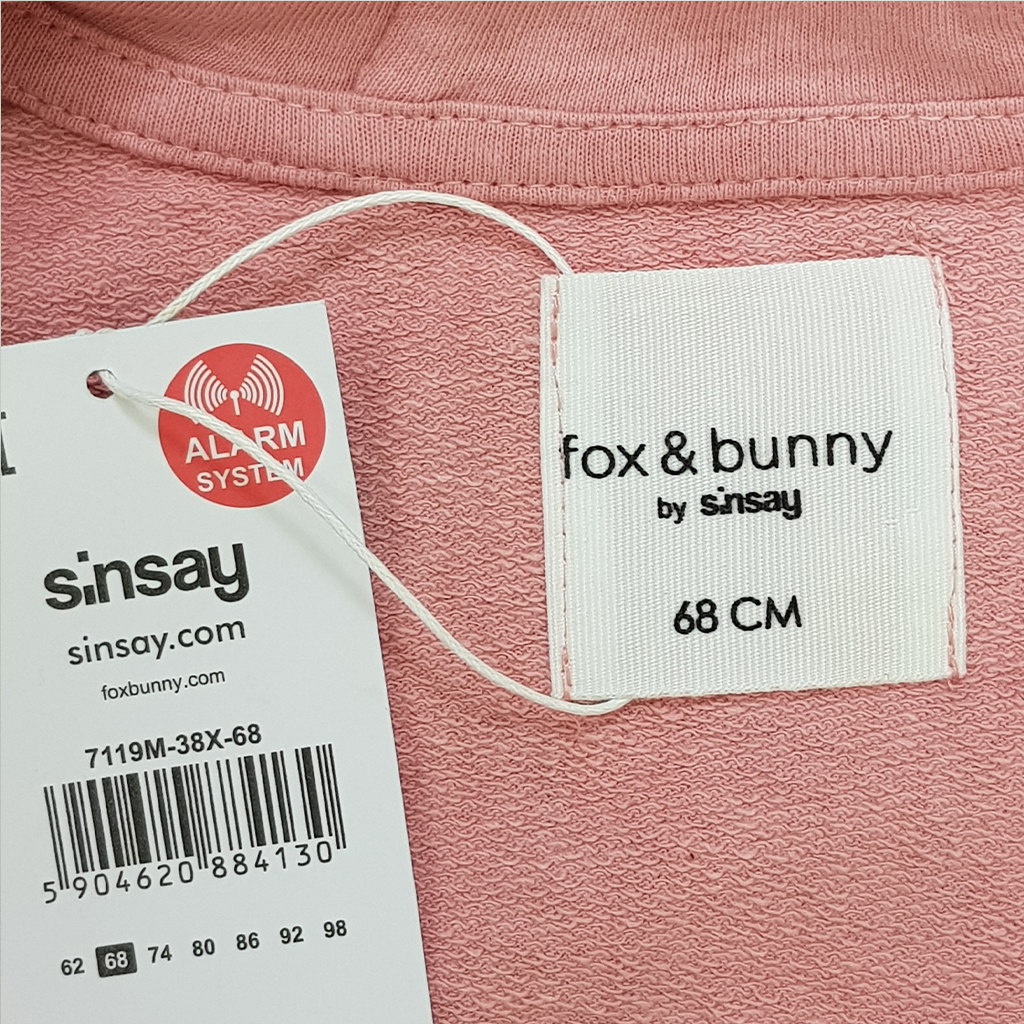 ALARM
SYSTEM
sinsay
sinsay.com
foxbunny.com
7119M-38X-68
5 904620 884130
62 68 74 80 86 92 98
fox & bunny
by sinsay
68 CM